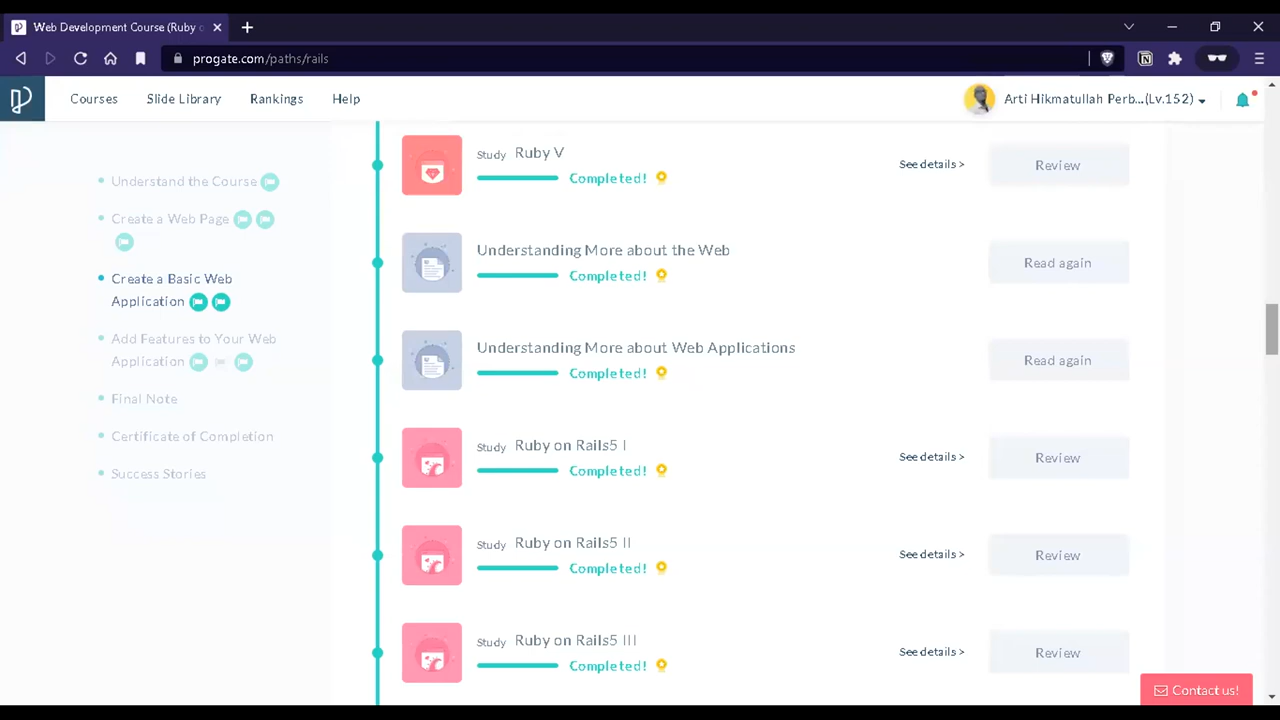 Web Development Course (Ruby o
progate.com/paths/rails
Courses Slide Library Rankings Help Arti Hikmatullah Perb...(Lv.152)
Understand the Course
Create a Web Page
Create a Basic Web
Application
Add Features to Your Web
Application
Final Note
Certificate of Completion
Success Stories
Study Ruby V See details > Review
Completed!
Understanding More about the Web Read again
Completed!
Understanding More about Web Applications Read again
Completed!
Study Ruby on Rails5 I See details > Review
Completed!
Study Ruby on Rails5 II See details > Review
Completed!
Study Ruby on Rails5 III See details > Review
Completed!
Contact us!